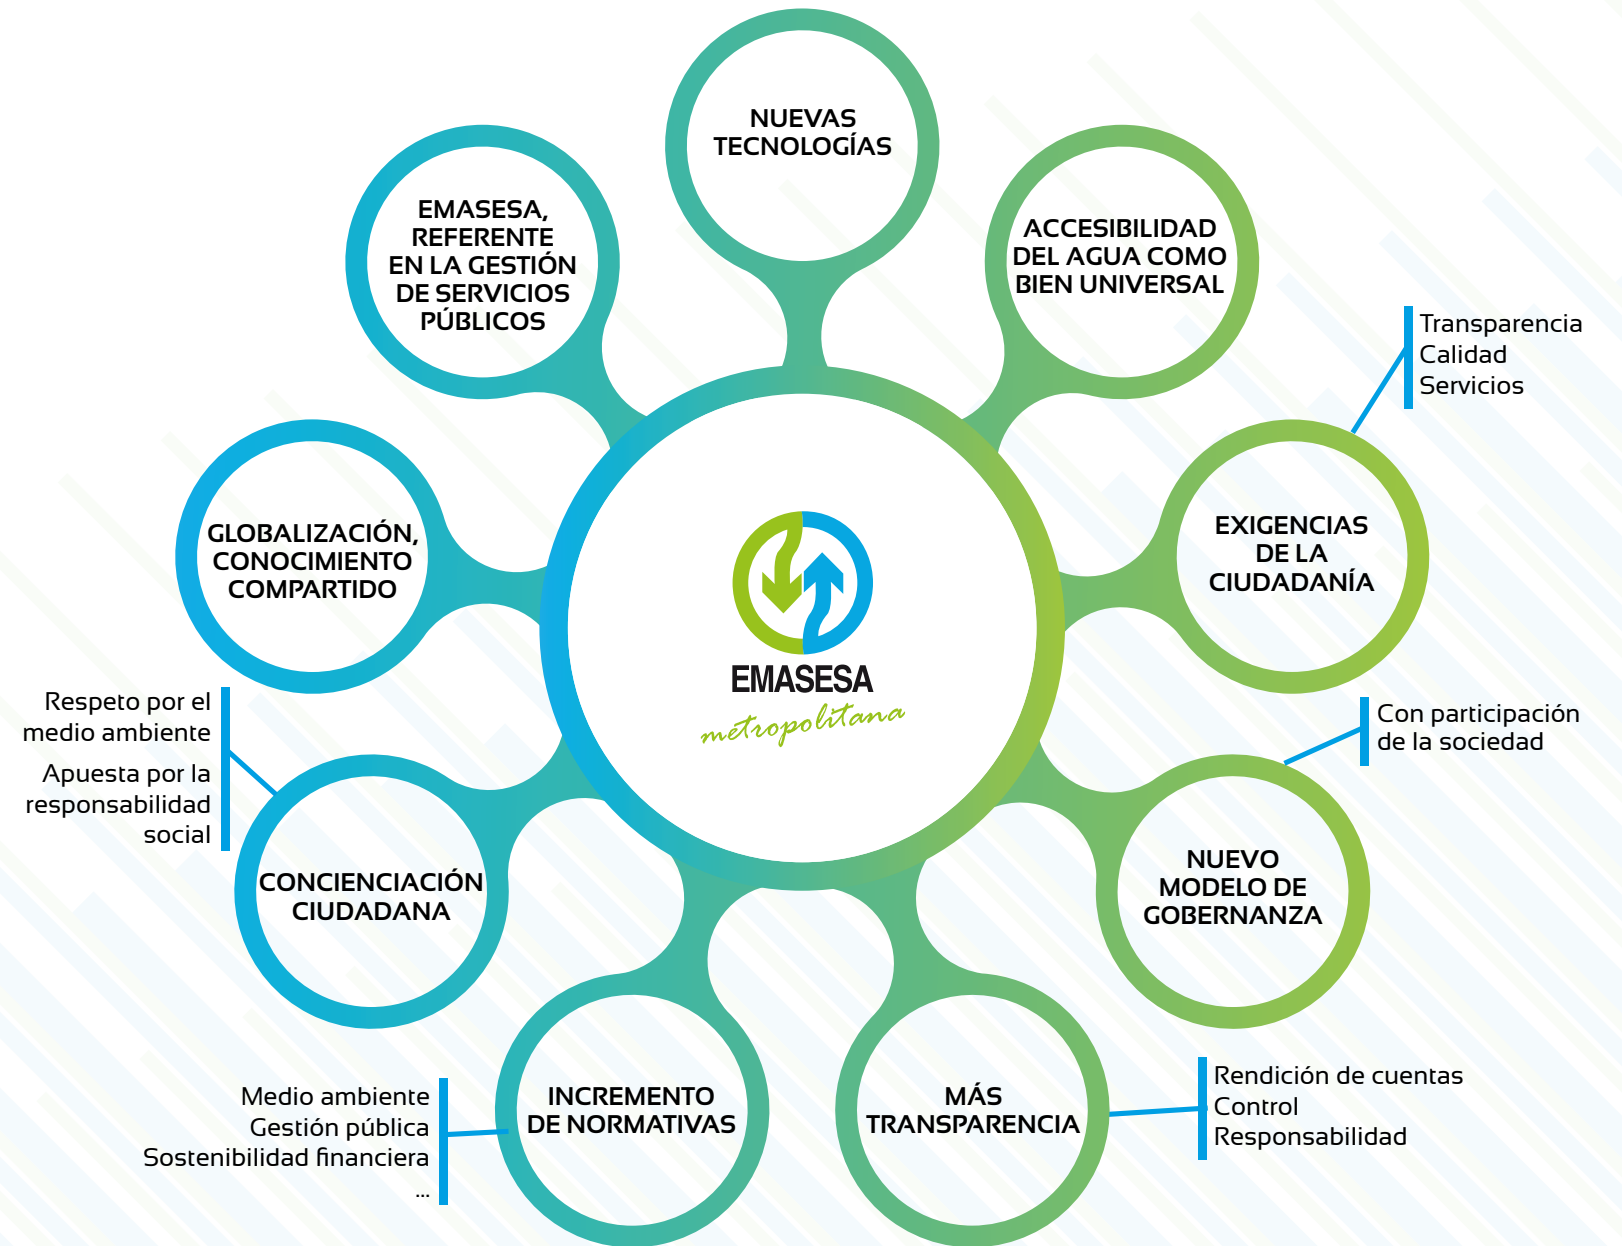 NUEVAS
TECNOLOGÍAS
ACCESIBILIDAD
DEL AGUA COMO
BIEN UNIVERSAL
Transparencia
Calidad
Servicios
EXIGENCIAS
DE LA
CIUDADANÍA
Con participación
de la sociedad
NUEVO
MODELO DE
GOBERNANZA
Rendición de cuentas
Control
Responsabilidad
MÁS
TRANSPARENCIA
INCREMENTO
DE NORMATIVAS
Medio ambiente
Gestión pública
Sostenibilidad financiera
...
CONCIENCIACIÓN
CIUDADANA
Respeto por el
medio ambiente
Apuesta por la
responsabilidad
social
GLOBALIZACIÓN,
CONOCIMIENTO
COMPARTIDO
EMASESA,
REFERENTE
EN LA GESTIÓN
DE SERVICIOS
PÚBLICOS
EMASESA
metropolitana